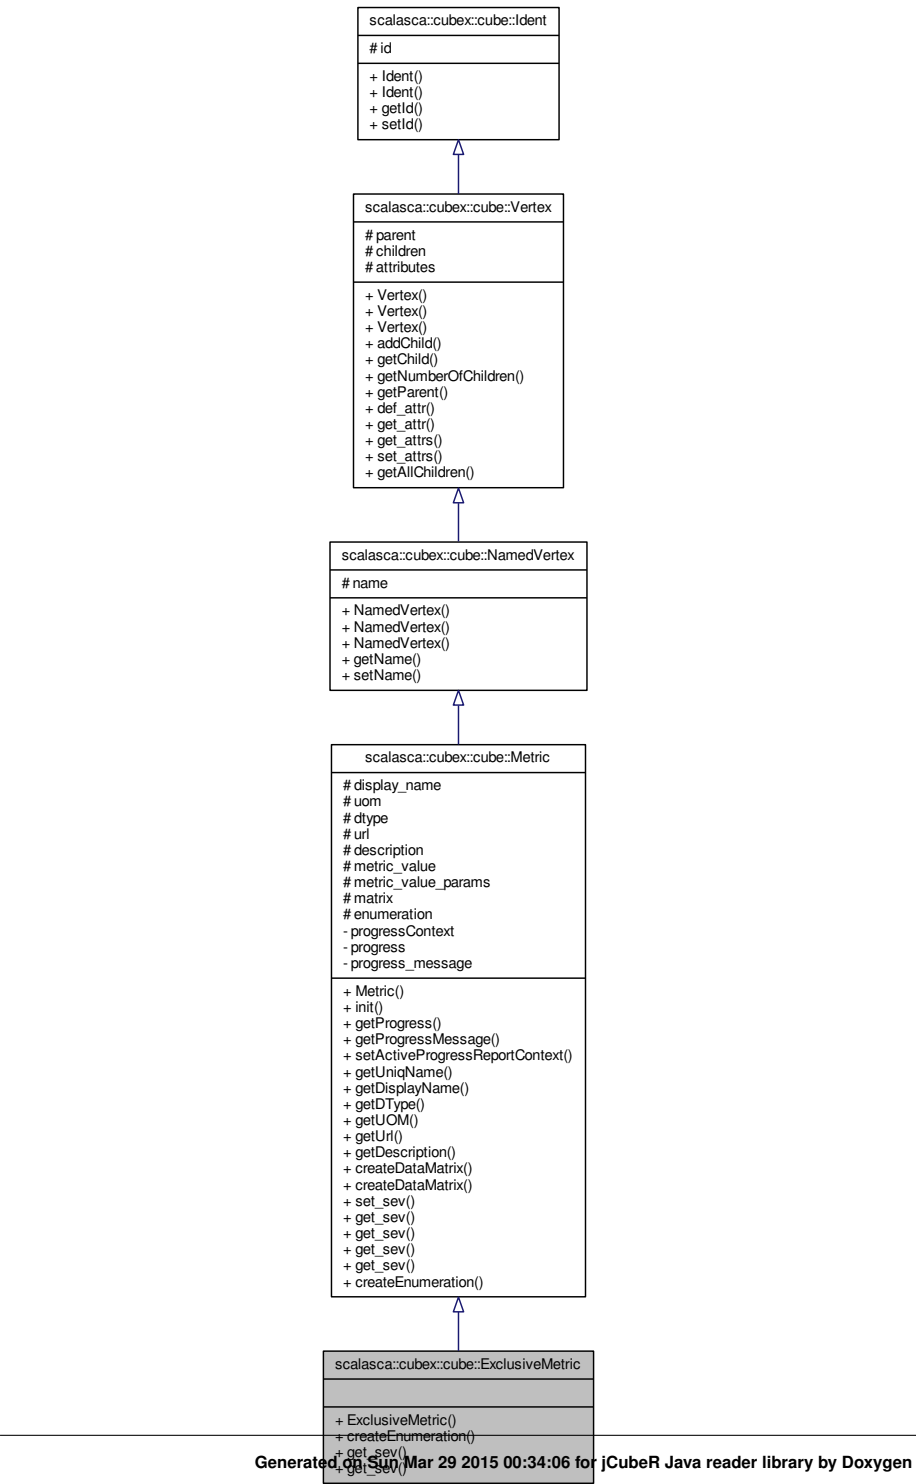 scalasca::cubex::cube::Ident
# id
+ Ident()
+ Ident()
+ getId()
+ setId()
scalasca::cubex::cube::Vertex
# parent
# children
# attributes
+ Vertex()
+ Vertex()
+ Vertex()
+ addChild()
+ getChild()
+ getNumberOfChildren()
+ getParent()
+ def_attr()
+ get_attr()
+ get_attrs()
+ set_attrs()
+ getAllChildren()
scalasca::cubex::cube::NamedVertex
# name
+ NamedVertex()
+ NamedVertex()
+ NamedVertex()
+ getName()
+ setName()
scalasca::cubex::cube::Metric
# display_name
# uom
# dtype
# url
# description
# metric_value
# metric_value_params
# matrix
# enumeration
- progressContext
- progress
- progress_message
+ Metric()
+ init()
+ getProgress()
+ getProgressMessage()
+ setActiveProgressReportContext()
+ getUniqName()
+ getDisplayName()
+ getDType()
+ getUOM()
+ getUrl()
+ getDescription()
+ createDataMatrix()
+ createDataMatrix()
+ set_sev()
+ get_sev()
+ get_sev()
+ get_sev()
+ get_sev()
+ createEnumeration()
scalasca::cubex::cube::ExclusiveMetric
+ ExclusiveMetric()
+ createEnumeration()
+ get_sev()
+ get_sev()
Generated on Sun Mar 29 2015 00:34:06 for jCubeR Java reader library by Doxygen